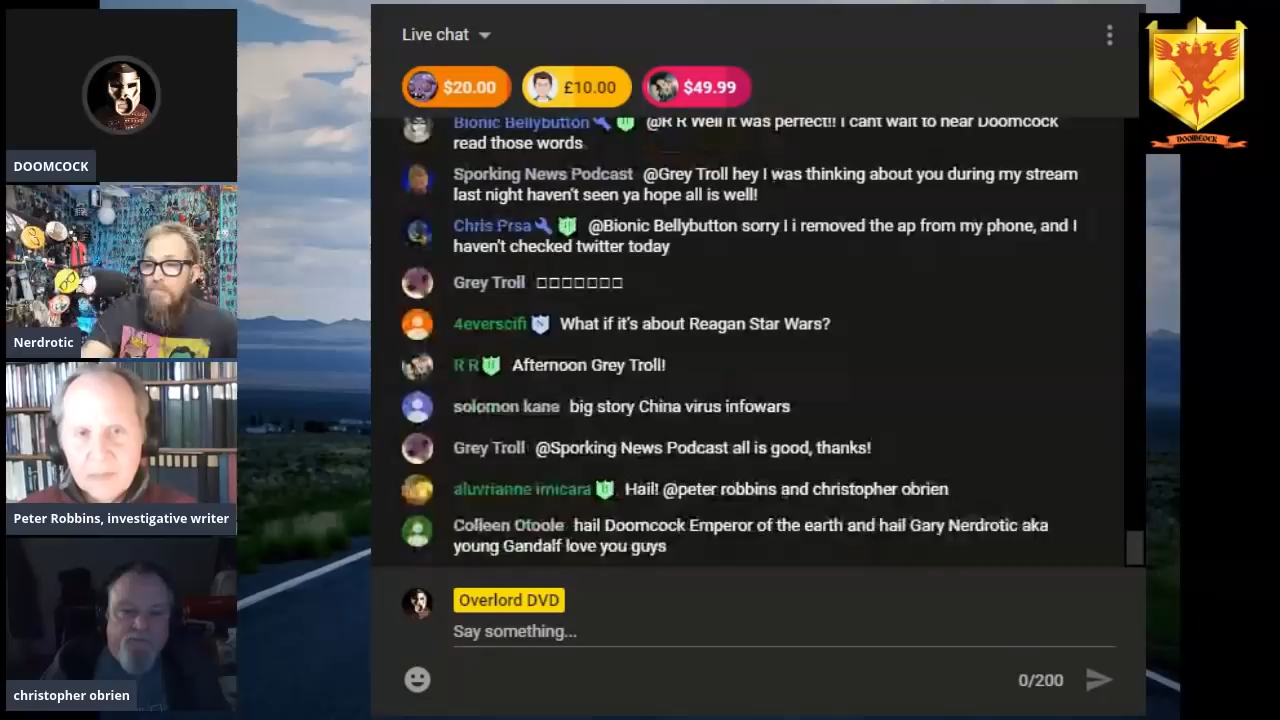 DOOMCOCK
Nerdrotic
Peter Robbins, investigative writer
christopher obrien
Live chat
$20.00 £10.00 $49.99
Bionic Bellybutton @R R Well it was perfect!! I cant wait to hear Doomcock
read those words
Sporking News Podcast @Grey Troll hey I was thinking about you during my stream
last night haven't seen ya hope all is well!
Chris Prsa @Bionic Bellybutton sorry I i removed the ap from my phone, and I
haven't checked twitter today
Grey Troll □□□□□□□
4everscifi What if it's about Reagan Star Wars?
R R Afternoon Grey Troll!
solomon kane big story China virus infowars
Grey Troll @Sporking News Podcast all is good, thanks!
aluvrianne imicara Hail! @peter robbins and christopher obrien
Colleen Otoole hail Doomcock Emperor of the earth and hail Gary Nerdrotic aka
young Gandalf love you guys
Overlord DVD
Say something...
0/200
DOOMCOCK